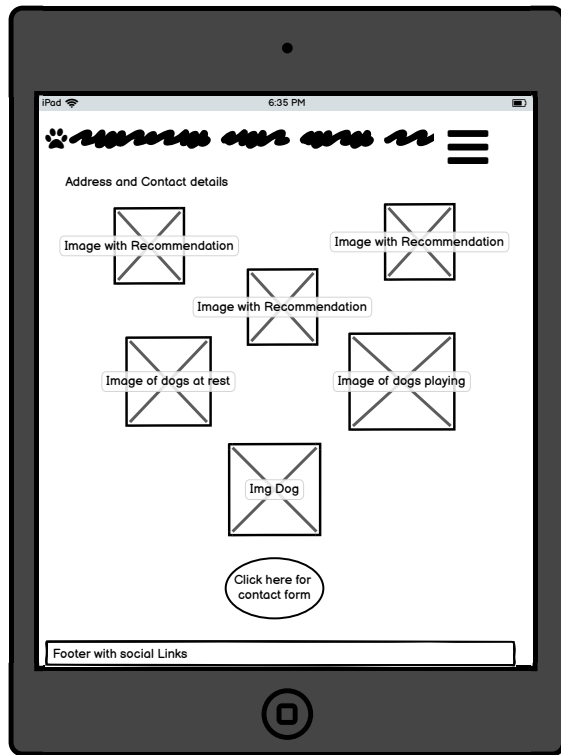 iPad
6:35 PM
Address and Contact details
Image with Recommendation
Image with Recommendation
Image with Recommendation
Image of dogs at rest
Image of dogs playing
Img Dog
Click here for
contact form
Footer with social Links